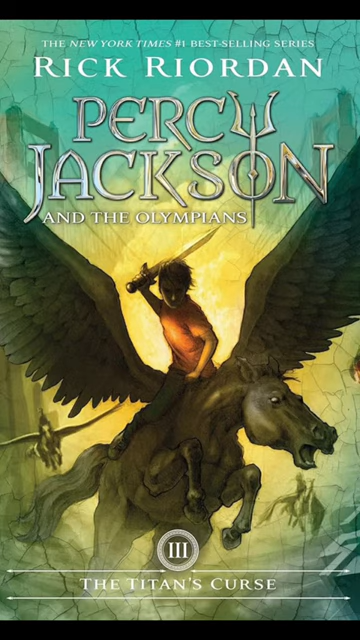 THE NEW YORK TIMES #1 BEST-SELLING SERIES
RICK RIORDAN
PERCY
JACKSON
AND THE OLYMPIANS
III
THE TITAN'S CURSE